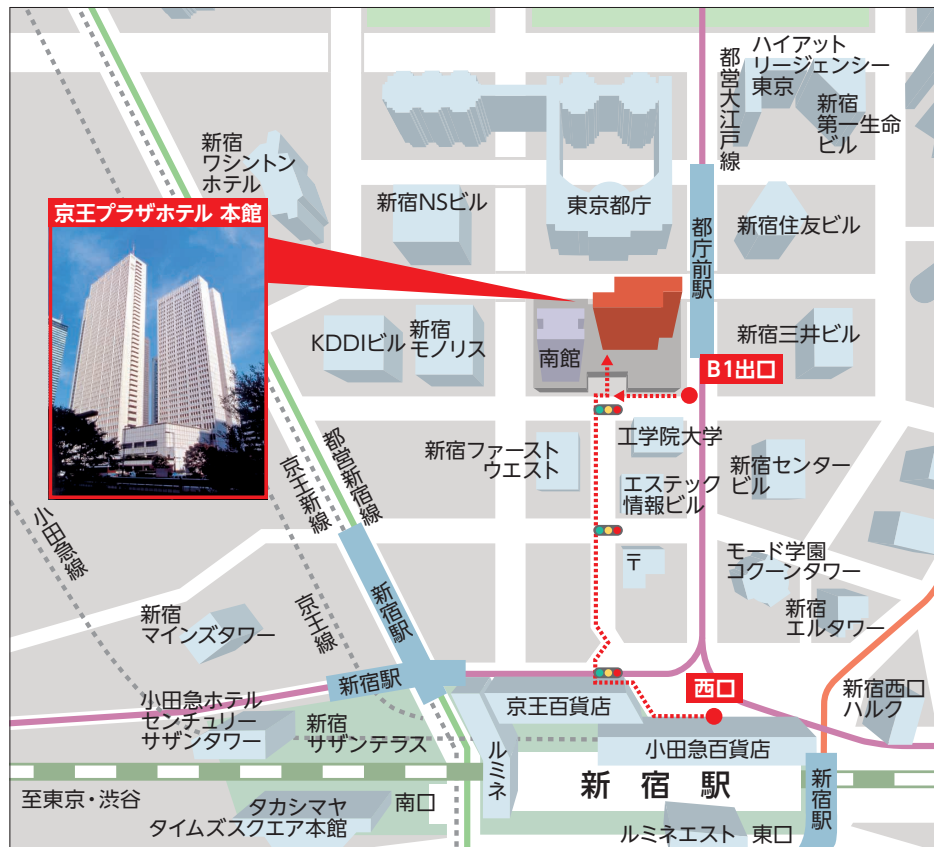 ハイアット
リージェンシー
東京
都営大江戸線
新宿
第一生命
ビル
新宿
ワシントン
ホテル
新宿NSビル
東京都庁
新宿住友ビル
京王プラザホテル 本館
都庁前駅
KDDIビル
新宿
モノリス
南館
新宿三井ビル
B1出口
工学院大学
新宿ファースト
ウエスト
新宿センター
ビル
エステック
情報ビル
都営新宿線
京王新線
小田急線
〒
モード学園
コクーンタワー
新宿駅
京王線
新宿
マインズタワー
新宿
エルタワー
新宿駅
西口
新宿西口
ハルク
小田急ホテル
センチュリー
サザンタワー
新宿
サザンテラス
京王百貨店
小田急百貨店
ルミネ
新宿駅
新宿駅
至東京・渋谷
タカシマヤ
タイムズスクエア本館
南口
ルミネエスト
東口